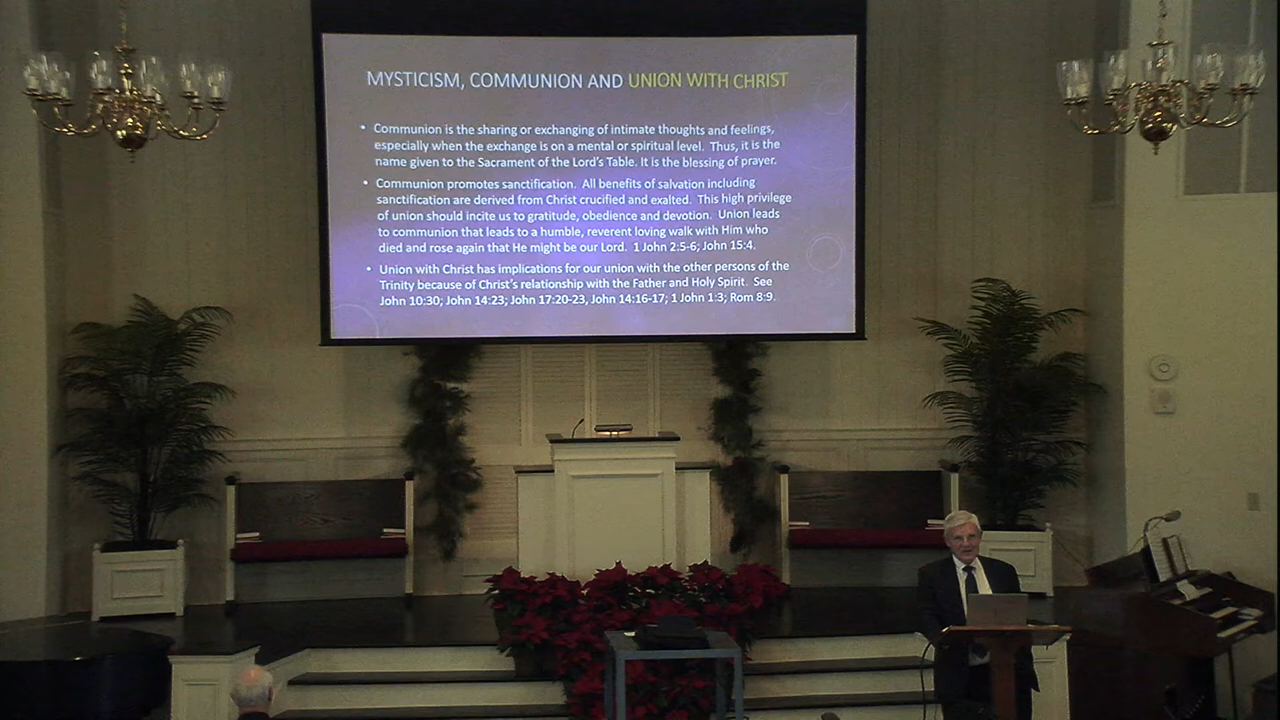 MYSTICISM, COMMUNION AND UNION WITH CHRIST
• Communion is the sharing or exchanging of intimate thoughts and feelings,
especially when the exchange is on a mental or spiritual level. Thus, it is the
name given to the Sacrament of the Lord's Table. It is the blessing of prayer.
• Communion promotes sanctification. All benefits of salvation including
sanctification are derived from Christ crucified and exalted. This high privilege
of union should incite us to gratitude, obedience and devotion. Union leads
to communion that leads to a humble, reverent loving walk with Him who
died and rose again that He might be our Lord. 1 John 2:5-6; John 15:4.
• Union with Christ has implications for our union with the other persons of the
Trinity because of Christ's relationship with the Father and Holy Spirit. See
John 10:30; John 14:23; John 17:20-23, John 14:16-17; 1 John 1:3; Rom 8:9.